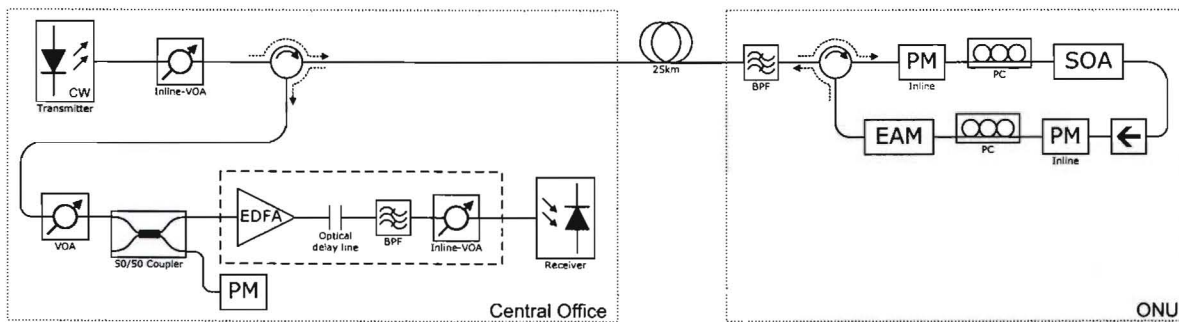 CW
Transmitter
Inline-VOA
25km
BPF
PM
Inline
PC
SOA
EAM
PC
PM
Inline
VOA
50/50 Coupler
PM
EDFA
Optical
delay line
BPF
Inline-VOA
Receiver
Central Office
ONU